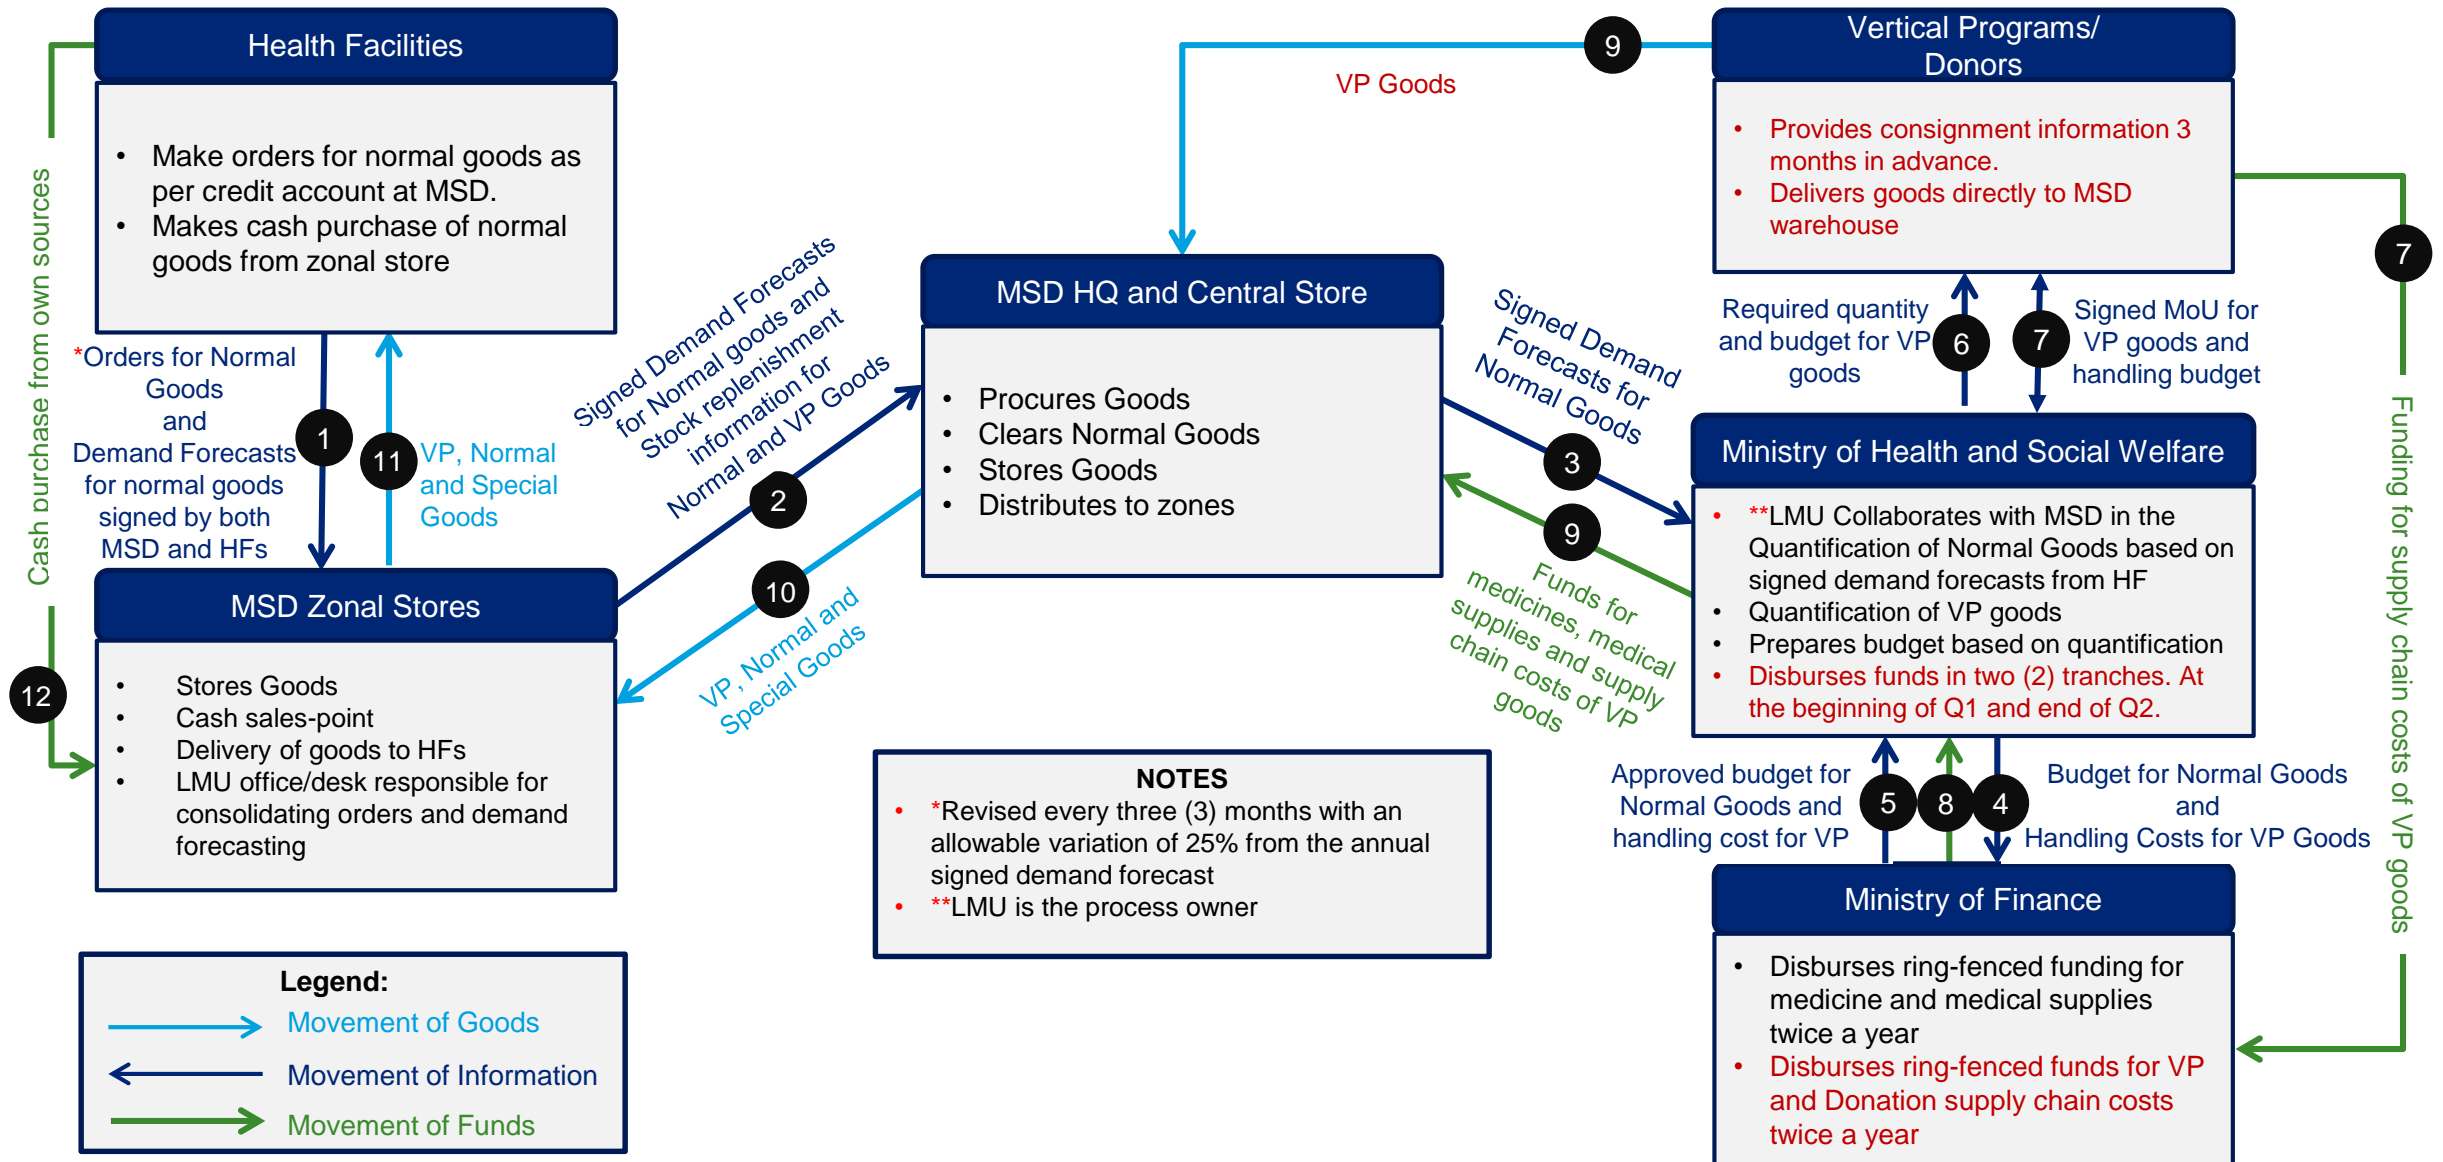 Health Facilities
• Make orders for normal goods as
per credit account at MSD.
• Makes cash purchase of normal
goods from zonal store
Cash purchase from own sources
12
*Orders for Normal
Goods
and
Demand Forecasts
for normal goods
signed by both
MSD and HFs
1
11
VP, Normal
and Special
Goods
MSD Zonal Stores
• Stores Goods
• Cash sales-point
• Delivery of goods to HFs
• LMU office/desk responsible for
consolidating orders and demand
forecasting
Signed Demand Forecasts
for Normal goods and
Stock replenishment
information for
Normal and VP Goods
2
10
VP, Normal and
Special Goods
9
VP Goods
MSD HQ and Central Store
• Procures Goods
• Clears Normal Goods
• Stores Goods
• Distributes to zones
Signed Demand
Forecasts for
Normal Goods
3
9
Funds for
medicines, medical
supplies and supply
chain costs of VP
goods
Vertical Programs/
Donors
• Provides consignment information 3
months in advance.
• Delivers goods directly to MSD
warehouse
7
Funding for supply chain costs of VP goods
Required quantity
and budget for VP
goods
6
7
Signed MoU for
VP goods and
handling budget
Ministry of Health and Social Welfare
• **LMU Collaborates with MSD in the
Quantification of Normal Goods based on
signed demand forecasts from HF
• Quantification of VP goods
• Prepares budget based on quantification
• Disburses funds in two (2) tranches. At
the beginning of Q1 and end of Q2.
Approved budget for
Normal Goods and
handling cost for VP
5
8
4
Budget for Normal Goods
and
Handling Costs for VP Goods
Ministry of Finance
• Disburses ring-fenced funding for
medicine and medical supplies
twice a year
• Disburses ring-fenced funds for VP
and Donation supply chain costs
twice a year
NOTES
• *Revised every three (3) months with an
allowable variation of 25% from the annual
signed demand forecast
• **LMU is the process owner
Legend:
Movement of Goods
Movement of Information
Movement of Funds